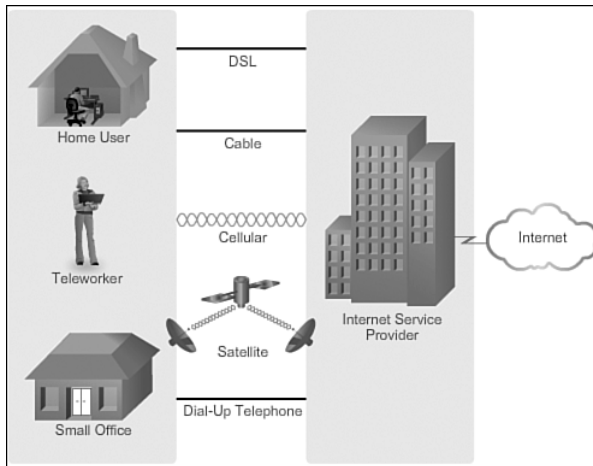 DSL
Home User
Cable
Teleworker
Cellular
Internet
Satellite
Internet Service
Provider
Small Office
Dial-Up Telephone